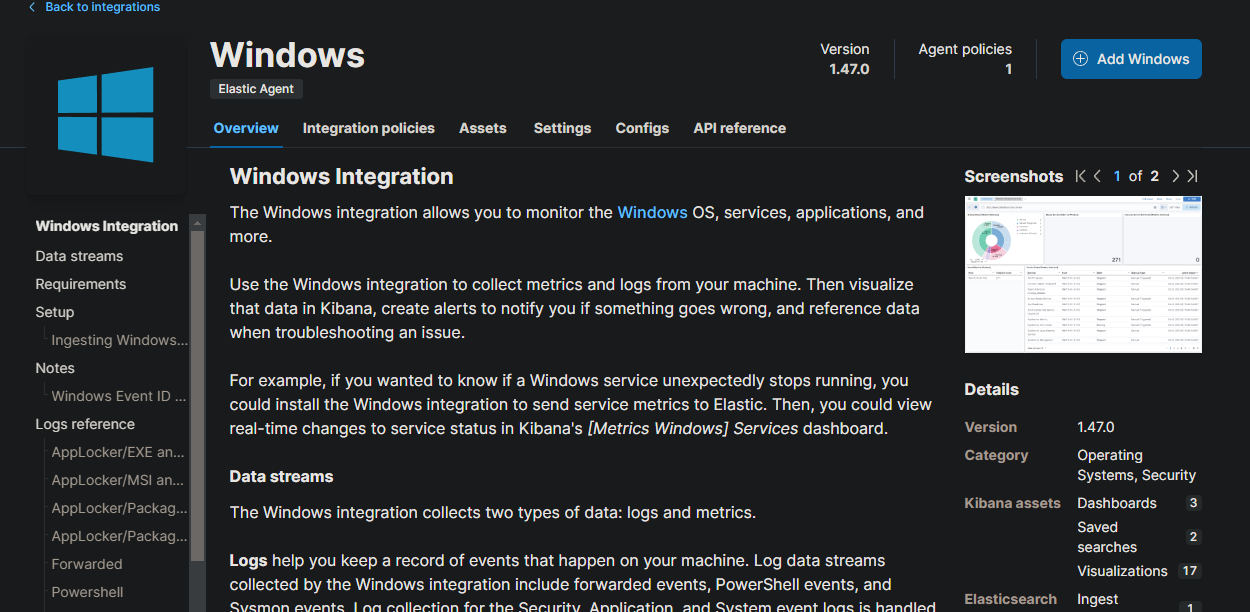 Back to integrations
Windows
Elastic Agent
Version
1.47.0
Agent policies
1
Add Windows
Overview
Integration policies
Assets
Settings
Configs
API reference
Windows Integration
Data streams
Requirements
Setup
Ingesting Windows...
Notes
Windows Event ID ...
Logs reference
AppLocker/EXE an...
AppLocker/MSI an...
AppLocker/Packag...
AppLocker/Packag...
Forwarded
Powershell
Windows Integration
The Windows integration allows you to monitor the Windows OS, services, applications, and
more.
Use the Windows integration to collect metrics and logs from your machine. Then visualize
that data in Kibana, create alerts to notify you if something goes wrong, and reference data
when troubleshooting an issue.
For example, if you wanted to know if a Windows service unexpectedly stops running, you
could install the Windows integration to send service metrics to Elastic. Then, you could view
real-time changes to service status in Kibana's [Metrics Windows] Services dashboard.
Data streams
The Windows integration collects two types of data: logs and metrics.
Logs help you keep a record of events that happen on your machine. Log data streams
collected by the Windows integration include forwarded events, PowerShell events, and
Sysmon events. Log collection for the Security, Application, and System event logs is handled
Screenshots
1 of 2
271
0
Details
Version 1.47.0
Category Operating
Systems, Security
Kibana assets Dashboards 3
Saved
searches 2
Visualizations 17
Elasticsearch Ingest
1